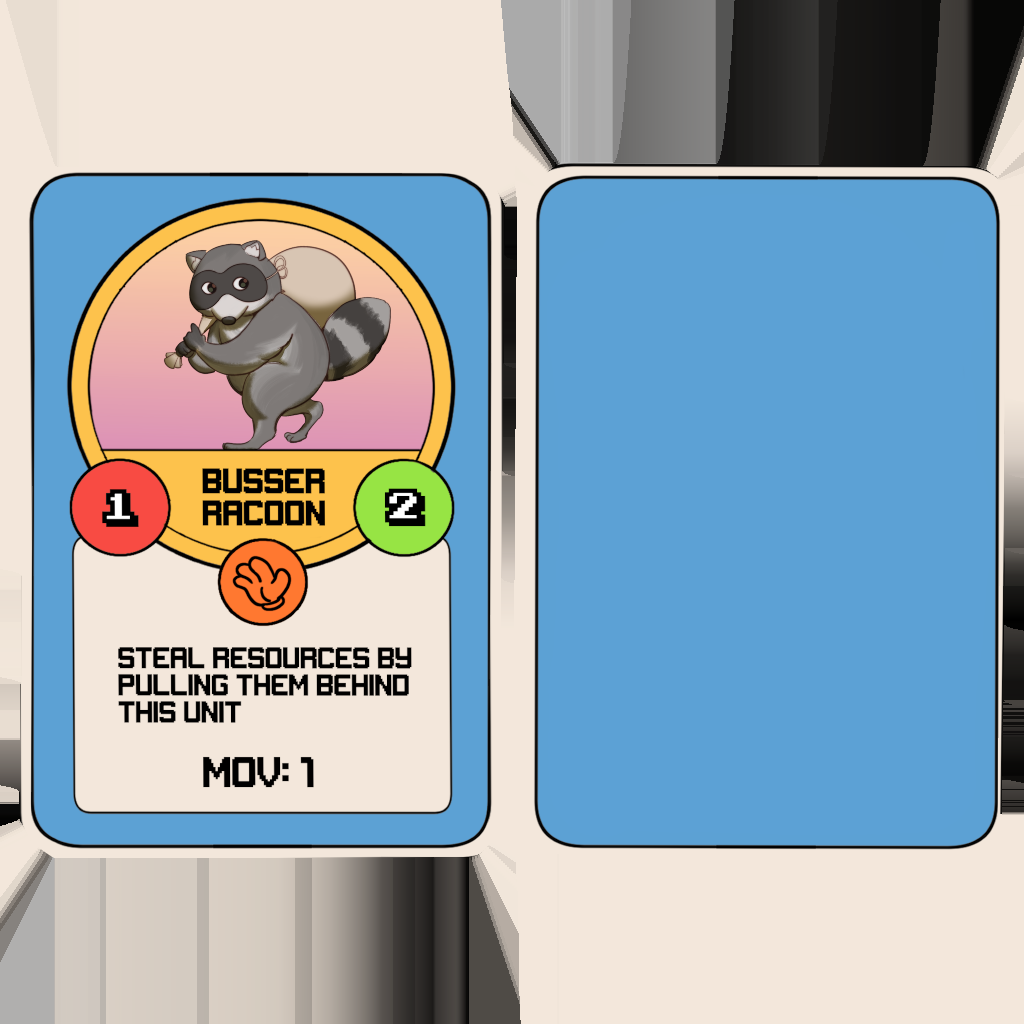 1
BUSSER
RACOON
2
STEAL RESOURCES BY
PULLING THEM BEHIND
THIS UNIT
MOV: 1